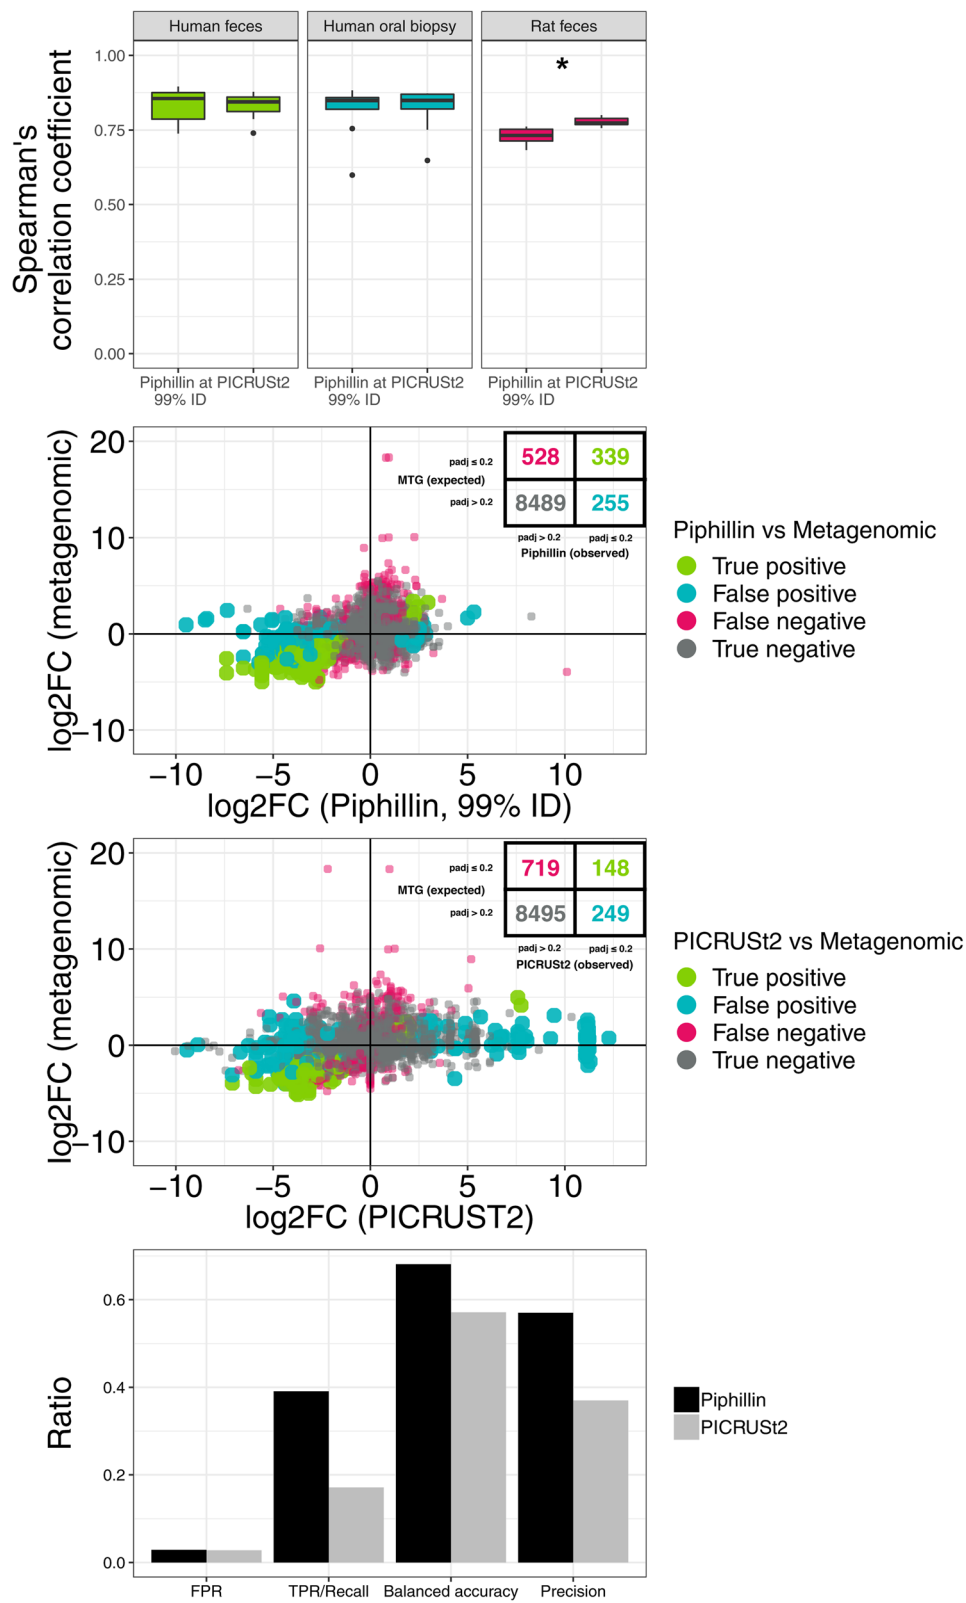 Human feces
Human oral biopsy
Rat feces
Spearman's
correlation coefficient
1.00
0.75
0.50
0.25
0.00
*
Piphillin at PICRUSt2
99% ID
Piphillin at PICRUSt2
99% ID
Piphillin at PICRUSt2
99% ID
log2FC (metagenomic)
20
10
0
−10
padj ≤ 0.2
MTG (expected)
padj > 0.2
528 339
8489 255
padj > 0.2 padj ≤ 0.2
Piphillin (observed)
−10 −5 0 5 10
log2FC (Piphillin, 99% ID)
Piphillin vs Metagenomic
True positive
False positive
False negative
True negative
log2FC (metagenomic)
20
10
0
−10
padj ≤ 0.2
MTG (expected)
padj > 0.2
719 148
8495 249
padj > 0.2 padj ≤ 0.2
PICRUSt2 (observed)
−10 −5 0 5 10
log2FC (PICRUST2)
PICRUSt2 vs Metagenomic
True positive
False positive
False negative
True negative
Ratio
0.6
0.4
0.2
0.0
FPR TPR/Recall Balanced accuracy Precision
Piphillin
PICRUSt2